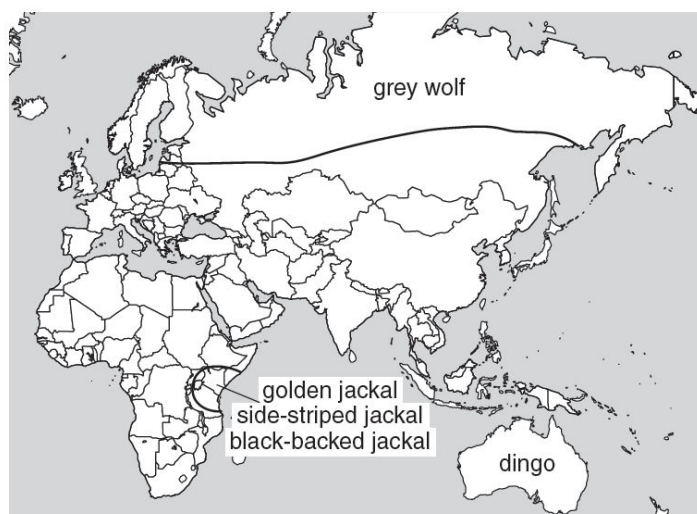 grey wolf
golden jackal
side-striped jackal
black-backed jackal
dingo